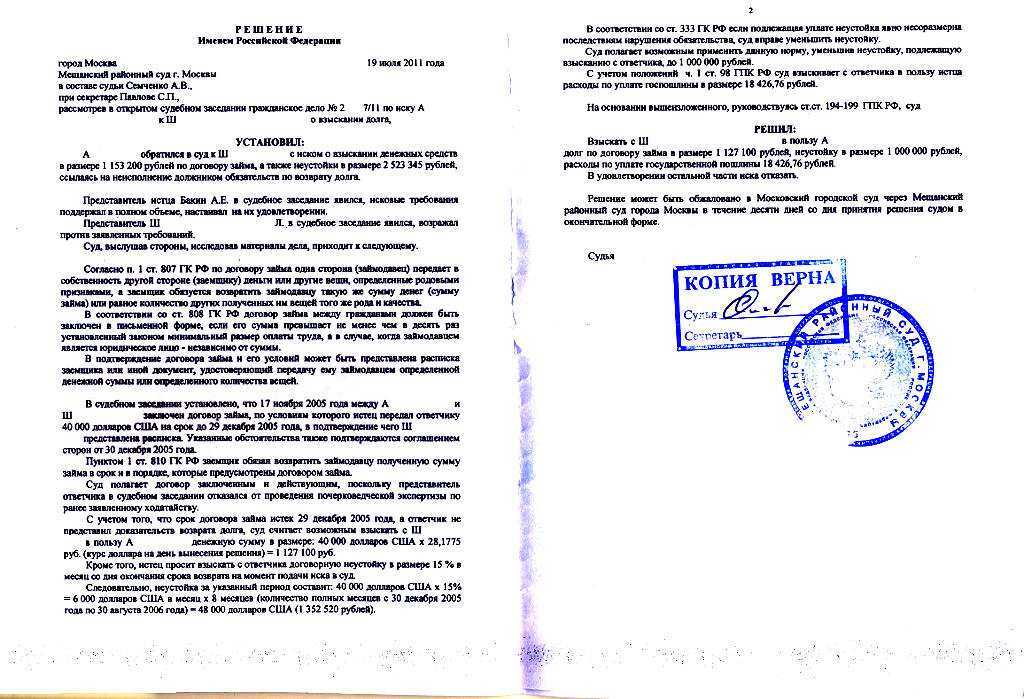 Р Е Ш Е Н И Е
Именем Российской Федерации
город Москва 19 июля 2011 года
Мещанский районный суд г. Москвы
в составе судьи Семченко А.В.,
при секретаре Павлове С.П.,
рассмотрев в открытом судебном заседании гражданское дело № 2 7/11 по иску А
к Ш о взыскании долга,
УСТАНОВИЛ:
А обратился в суд к Ш с иском о взыскании денежных средств
в размере 1 153 200 рублей по договору займа, а также неустойки в размере 2 523 345 рублей,
ссылаясь на неисполнение должником обязательств по возврату долга.
Представитель истца Бакин А.Е. в судебное заседание явился, исковые требования
поддержал в полном объеме, настаивал на их удовлетворении.
Представитель Ш Л. в судебное заседание явился, возражал
против заявленных требований.
Суд, выслушав стороны, исследовав материалы дела, приходит к следующему.
Согласно п. 1 ст. 807 ГК РФ по договору займа одна сторона (займодавец) передает в
собственность другой стороне (заемщику) деньги или другие вещи, определенные родовыми
признаками, а заемщик обязуется возвратить займодавцу такую же сумму денег (сумму
займа) или равное количество других полученных им вещей того же рода и качества.
В соответствии со ст. 808 ГК РФ договор займа между гражданами должен быть
заключен в письменной форме, если его сумма превышает не менее чем в десять раз
установленный законом минимальный размер оплаты труда, а в случае, когда займодавцем
является юридическое лицо - независимо от суммы.
В подтверждение договора займа и его условий может быть представлена расписка
заемщика или иной документ, удостоверяющий передачу ему займодавцем определенной
денежной суммы или определенного количества вещей.
В судебном заседании установлено, что 17 ноября 2005 года между А и
Ш заключен договор займа, по условиям которого истец передал ответчику
40 000 долларов США на срок до 29 декабря 2005 года, в подтверждение чего Ш
представлена расписка. Указанные обстоятельства также подтверждаются соглашением
сторон от 30 декабря 2005 года.
Пунктом 1 ст. 810 ГК РФ заемщик обязан возвратить займодавцу полученную сумму
займа в срок и в порядке, которые предусмотрены договором займа.
Суд полагает договор заключенным и действующим, поскольку представитель
ответчика в судебном заседании отказался от проведения почерковедческой экспертизы по
ранее заявленному ходатайству.
С учетом того, что срок договора займа истек 29 декабря 2005 года, а ответчик не
представил доказательств возврата долга, суд считает возможным взыскать с Ш
в пользу А денежную сумму в размере: 40 000 долларов США х 28,1775
руб. (курс доллара на день вынесения решения) = 1 127 100 руб.
Кроме того, истец просит взыскать с ответчика договорную неустойку в размере 15 % в
месяц со дня окончания срока возврата на момент подачи иска в суд.
Следовательно, неустойка за указанный период составит: 40 000 долларов США х 15%
= 6 000 долларов США в месяц х 8 месяцев (количество полных месяцев с 30 декабря 2005
года по 30 августа 2006 года) = 48 000 долларов США (1 352 520 рублей).
2
В соответствии со ст. 333 ГК РФ если подлежащая уплате неустойка явно несоразмерна
последствиям нарушения обязательства, суд вправе уменьшить неустойку.
Суд полагает возможным применить данную норму, уменьшив неустойку, подлежащую
взысканию с ответчика, до 1 000 000 рублей.
С учетом положений ч. 1 ст. 98 ГПК РФ суд взыскивает с ответчика в пользу истца
расходы по уплате госпошлины в размере 18 426,76 рублей.
На основании вышеизложенного, руководствуясь ст.ст. 194-199 ГПК РФ, суд
РЕШИЛ:
Взыскать с Ш в пользу А
долг по договору займа в размере 1 127 100 рублей, неустойку в размере 1 000 000 рублей,
расходы по уплате государственной пошлины 18 426,76 рублей.
В удовлетворении остальной части иска отказать.
Решение может быть обжаловано в Московский городской суд через Мещанский
районный суд города Москвы в течение десяти дней со дня принятия решения судом в
окончательной форме.
Судья
КОПИЯ ВЕРНА
Судья
Секретарь
ЕЩАНСКИЙ РАЙОННЫЙ СУД Г. МОСКВЫ